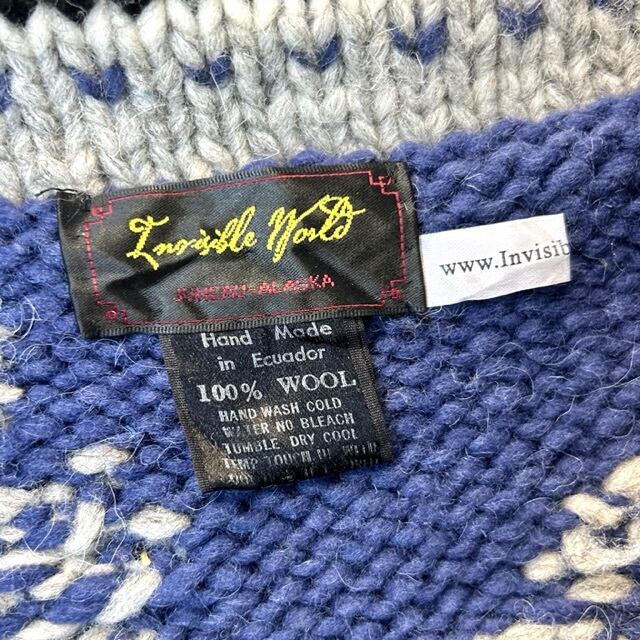 Invisible World
JUNEAU ALASKA
www.Invisib
Hand Made
in Ecuador
100% WOOL
HAND WASH COLD
WATER NO BLEACH
TUMBLE DRY COOL